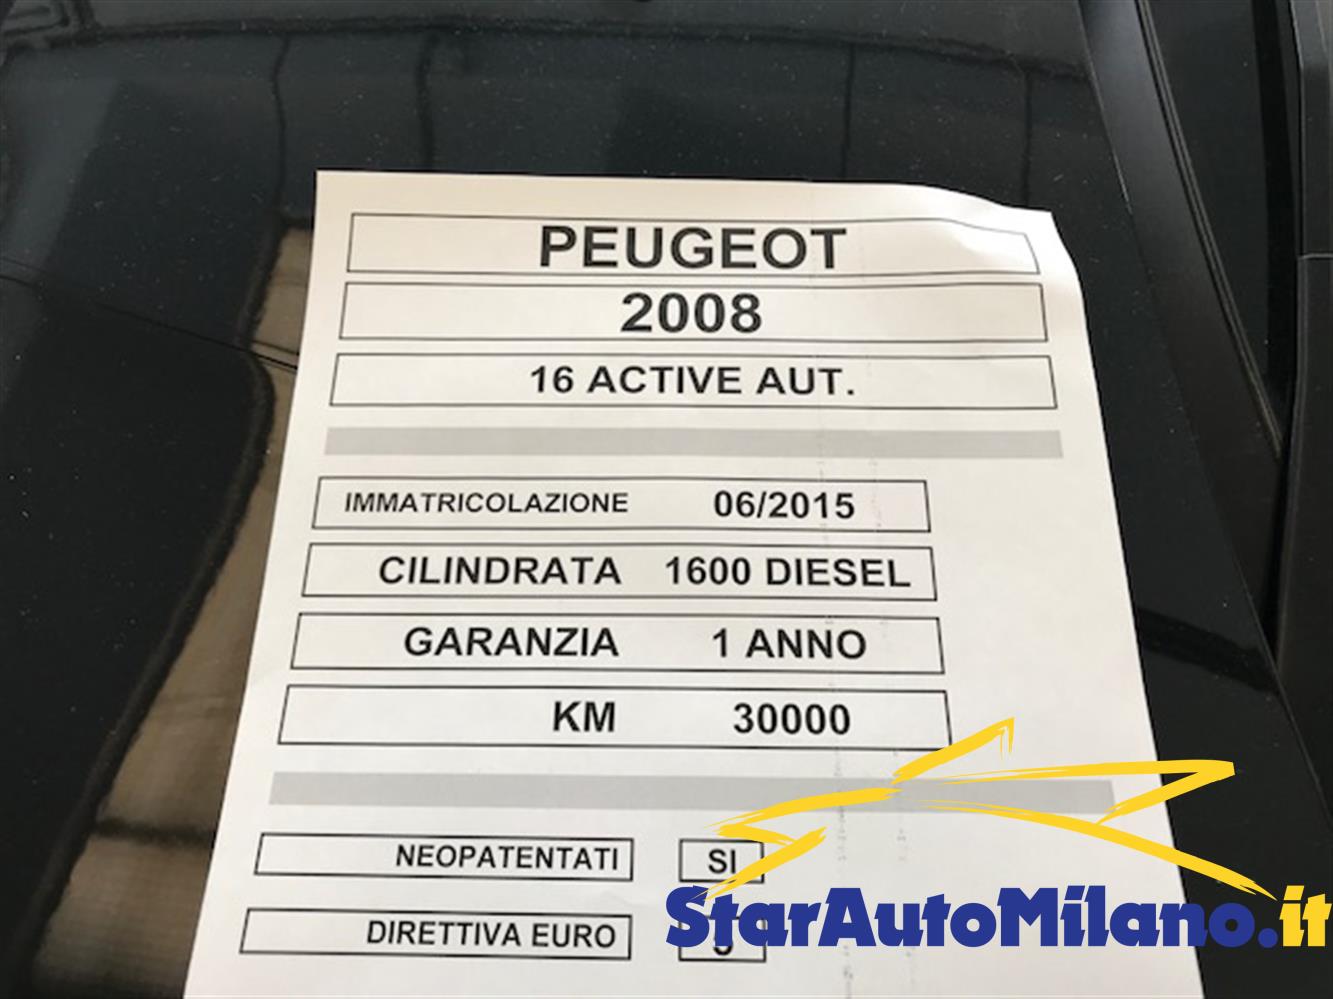 PEUGEOT
2008
16 ACTIVE AUT.
IMMATRICOLAZIONE 06/2015
CILINDRATA 1600 DIESEL
GARANZIA 1 ANNO
KM 30000
NEOPATENTATI SI
DIRETTIVA EURO
StarAutoMilano.it